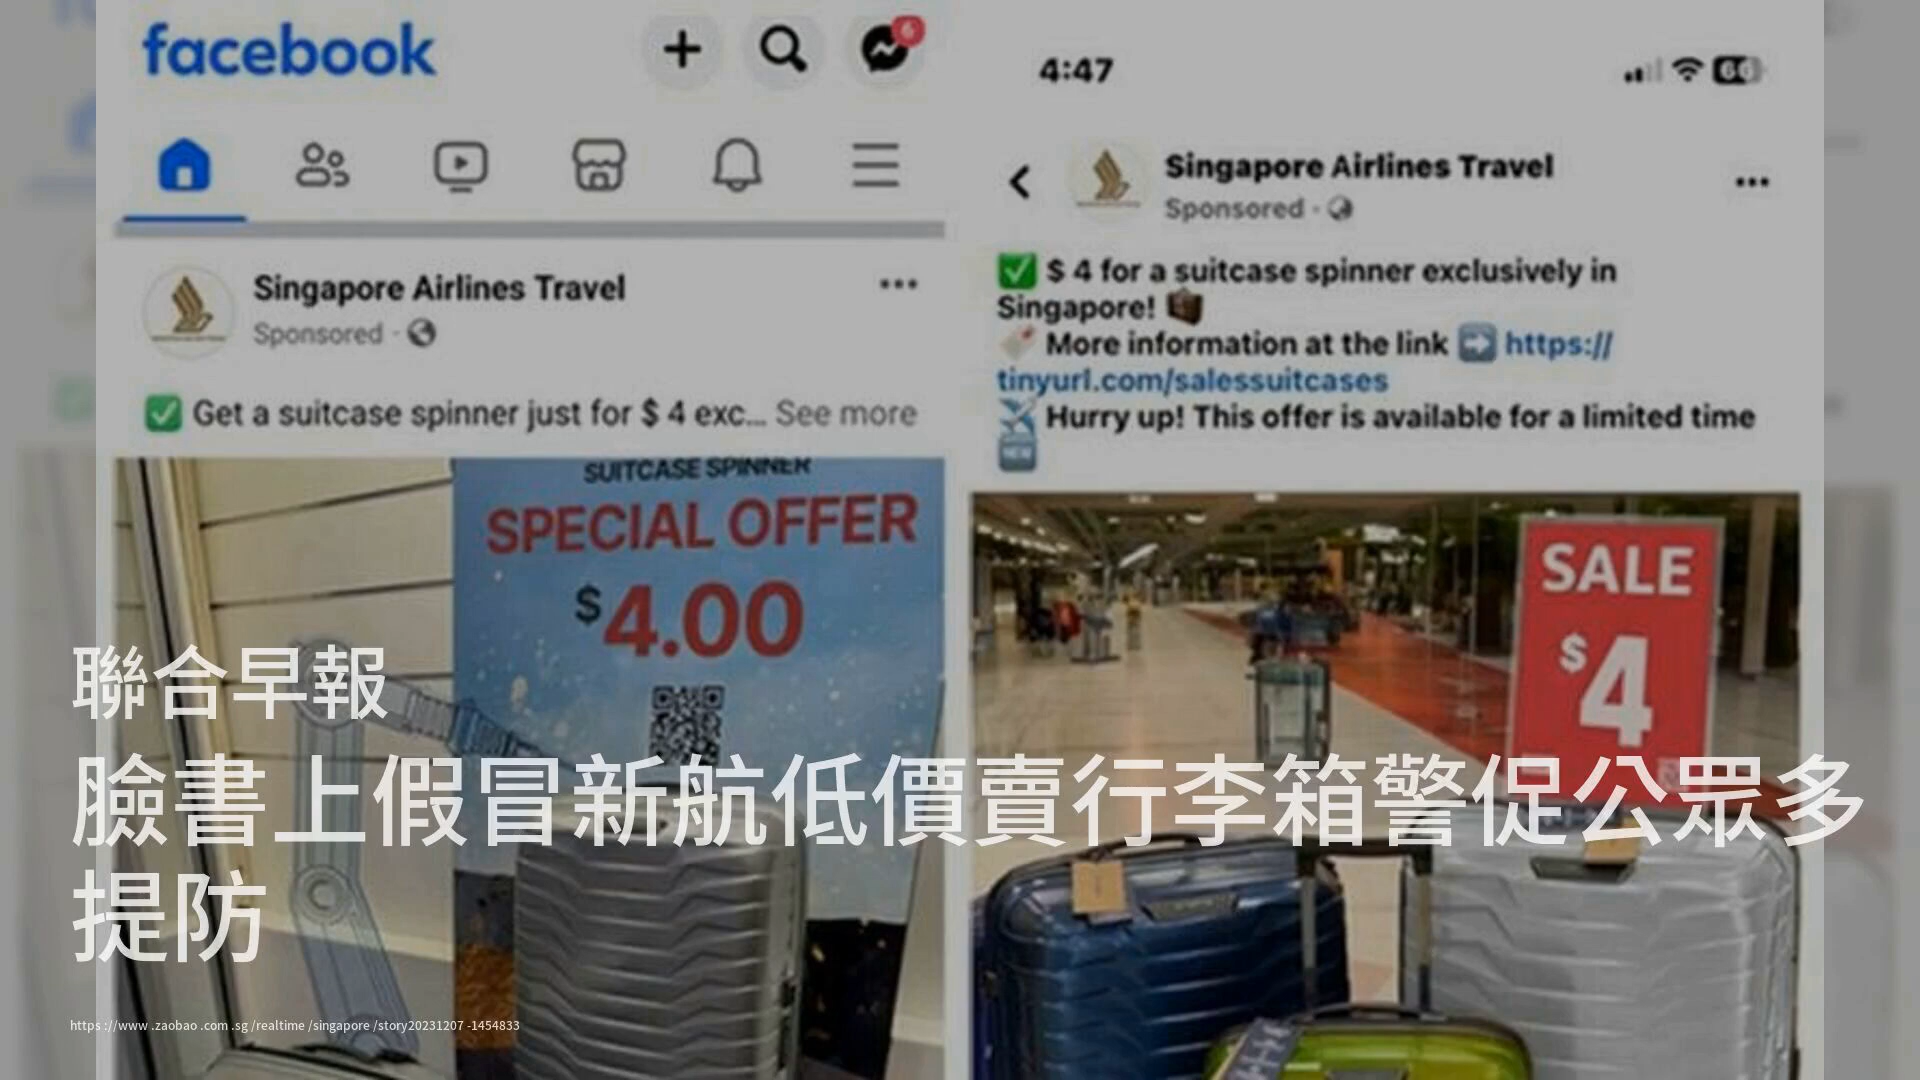 facebook
6
Singapore Airlines Travel
Sponsored ·
✅ Get a suitcase spinner just for $ 4 exc... See more
SUITCASE SPINNER
SPECIAL OFFER
$4.00
4:47
Singapore Airlines Travel
Sponsored ·
✅ $ 4 for a suitcase spinner exclusively in
Singapore!
More information at the link ➡️ https://
tinyurl.com/salessuitcases
Hurry up! This offer is available for a limited time
NEW
SALE
$4
聯合早報
臉書上假冒新航低價賣行李箱警促公眾多
提防
https://www.zaobao.com.sg/realtime/singapore/story20231207-1454833